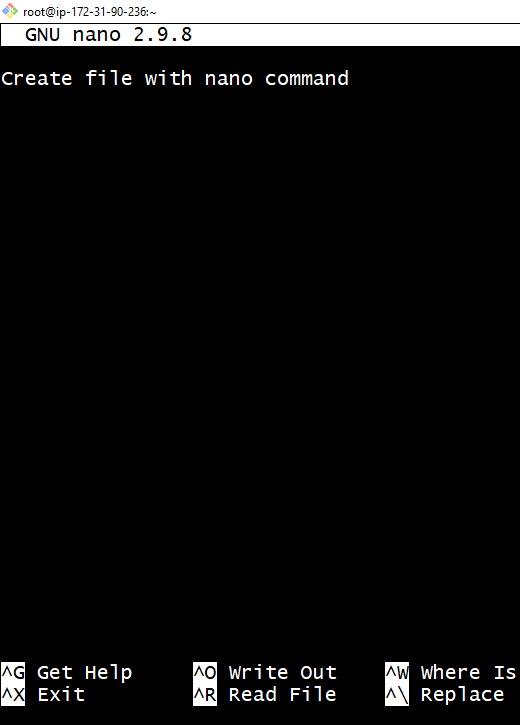 root@ip-172-31-90-236:~
GNU nano 2.9.8
Create file with nano command
^G Get Help ^O Write Out ^W Where Is
^X Exit ^R Read File ^\ Replace